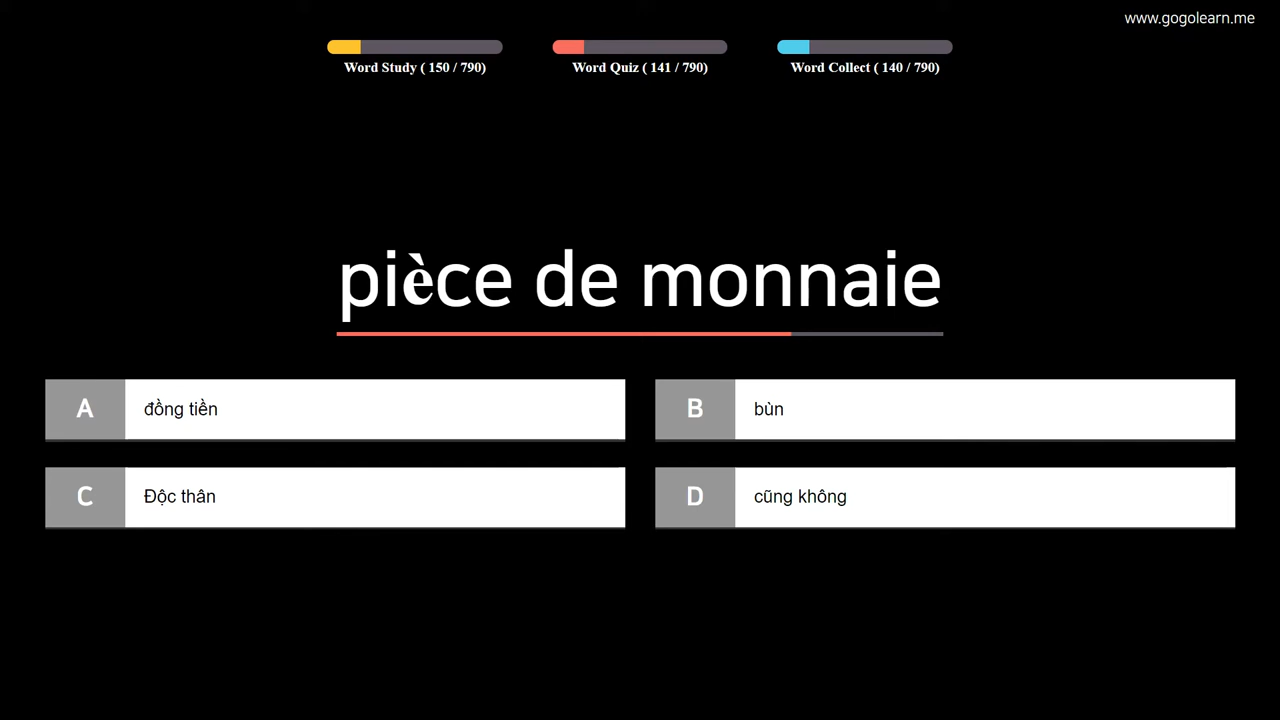 www.gogolearn.me
Word Study ( 150 / 790)
Word Quiz ( 141 / 790)
Word Collect ( 140 / 790)
pièce de monnaie
A đồng tiền
B bùn
C Độc thân
D cũng không